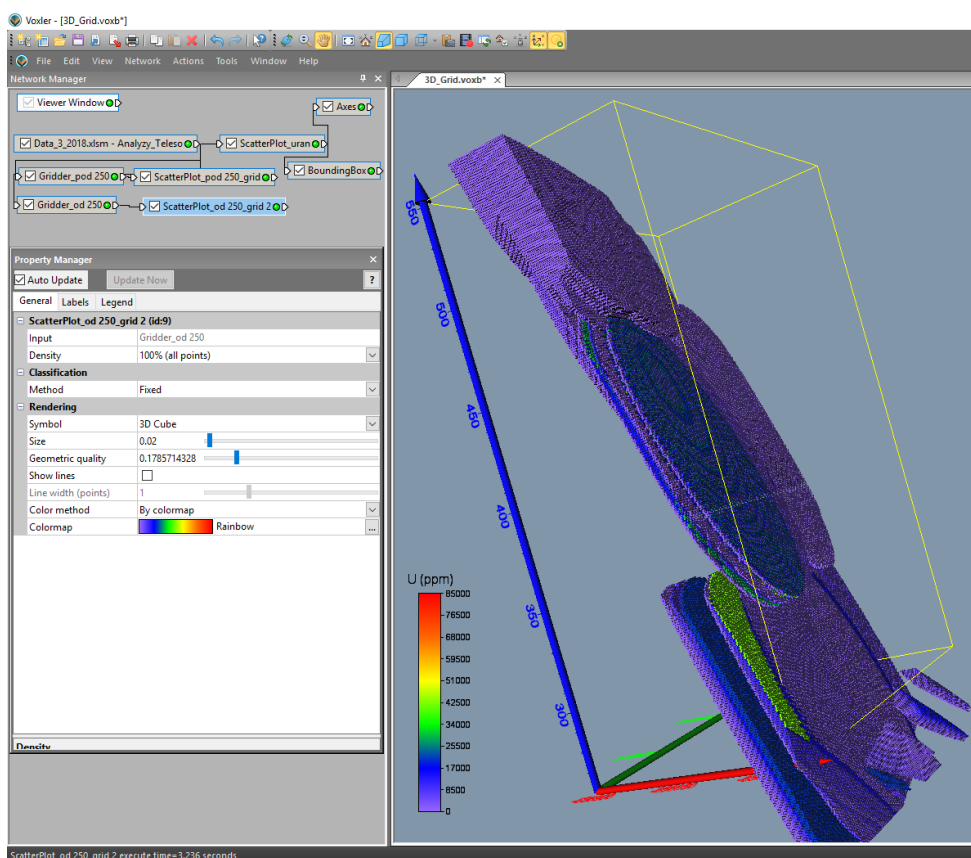 Voxler - [3D_Grid.voxb*]
File Edit View Network Actions Tools Window Help
Network Manager
3D_Grid.voxb*
Viewer Window
Axes
Data_3_2018.xlsm - Analyzy_Teleso
ScatterPlot_uran
Gridder_pod 250
ScatterPlot_pod 250_grid
BoundingBox
Gridder_od 250
ScatterPlot_od 250_grid 2
Property Manager
Auto Update
Update Now
?
General Labels Legend
ScatterPlot_od 250_grid 2 (id:9)
Input Gridder_od 250
Density 100% (all points)
Classification
Method Fixed
Rendering
Symbol 3D Cube
Size 0.02
Geometric quality 0.1785714328
Show lines
Line width (points) 1
Color method By colormap
Colormap Rainbow ...
Density
550
500
450
400
350
300
U (ppm)
85000
76500
68000
59500
51000
42500
34000
25500
17000
8500
0
ScatterPlot_od 250_grid 2 execute time=3.236 seconds